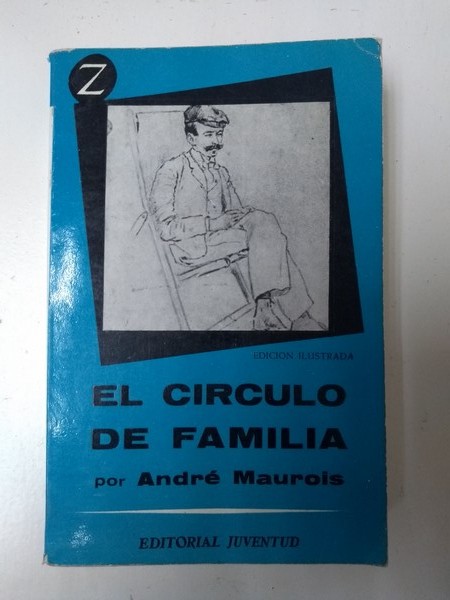 Z
EDICION ILUSTRADA
EL CIRCULO
DE FAMILIA
por André Maurois
EDITORIAL JUVENTUD